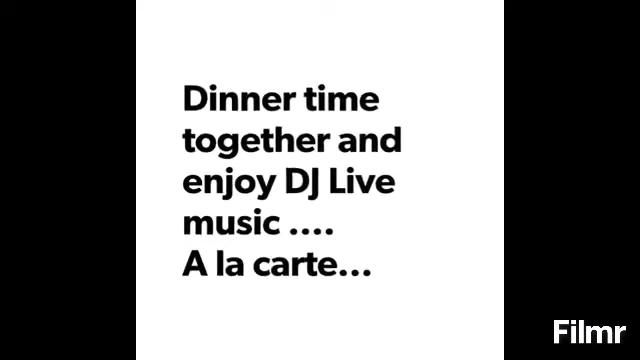 Dinner time
together and
enjoy DJ Live
music ....
A la carte...
Filmr